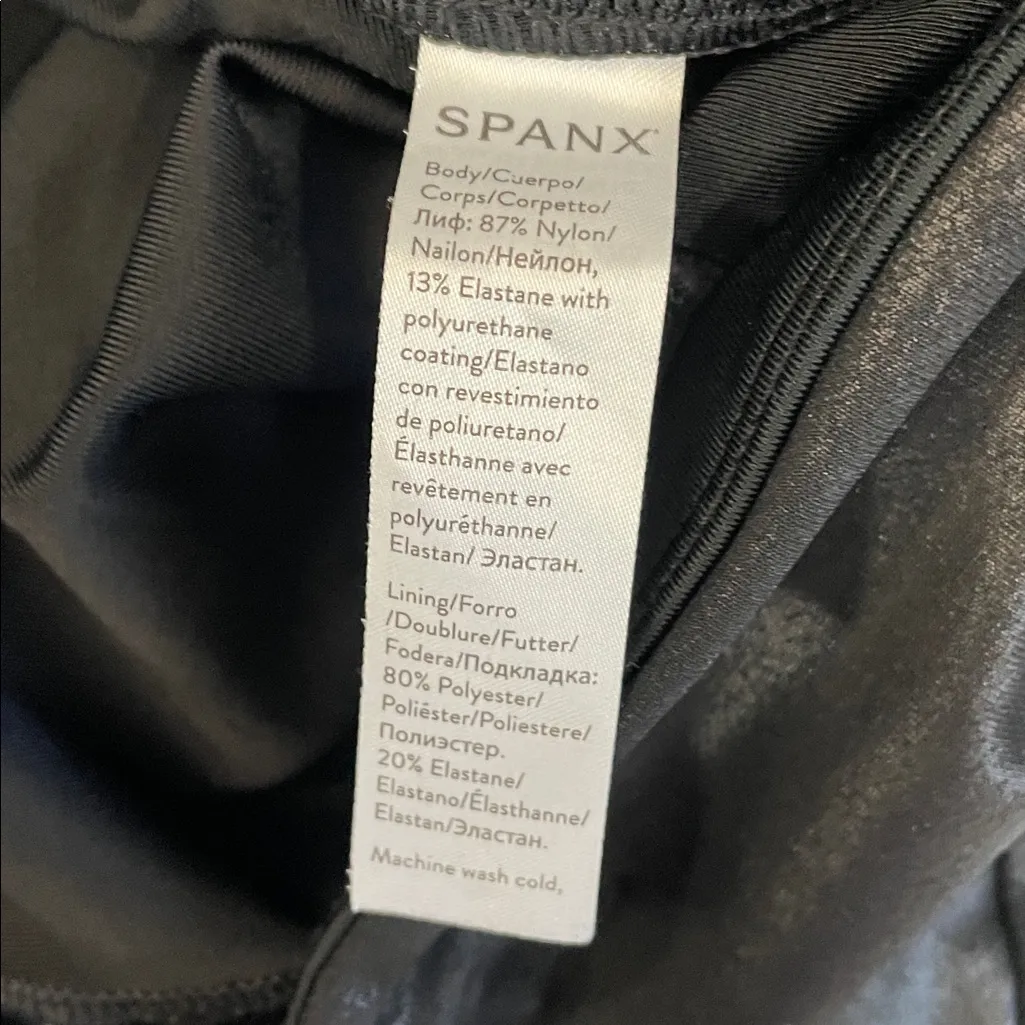 SPANX
Body/Cuerpo/
Corps/Corpetto/
Лиф: 87% Nylon/
Nailon/Нейлон,
13% Elastane with
polyurethane
coating/Elastano
con revestimiento
de poliuretano/
Élasthanne avec
revêtement en
polyuréthanne/
Elastan/ Эластан.
Lining/Forro
/Doublure/Futter/
Fodera/Подкладка:
80% Polyester/
Poliéster/Poliestere/
Полиэстер.
20% Elastane/
Elastano/Élasthanne/
Elastan/Эластан.
Machine wash cold,